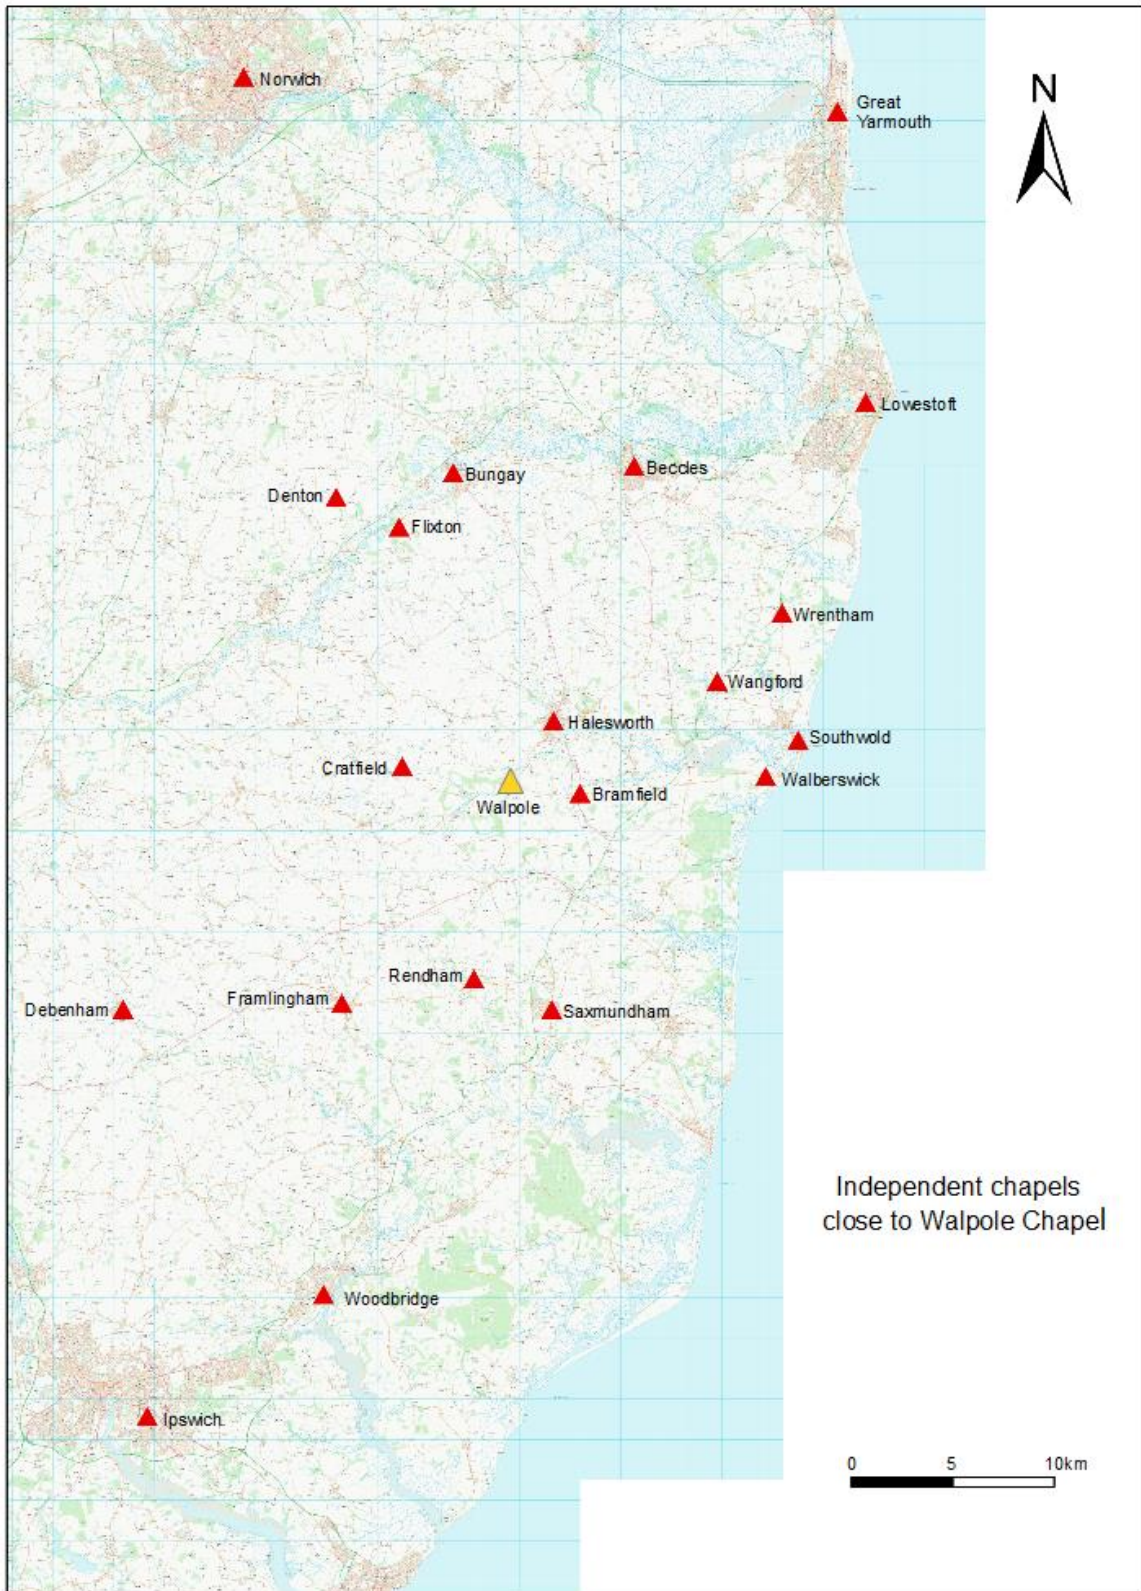 Norwich
N
Great
Yarmouth
Lowestoft
Bungay
Beccles
Denton
Flixton
Wrentham
Wangford
Halesworth
Southwold
Cratfield
Walberswick
Walpole
Bramfield
Rendham
Framlingham
Debenham
Saxmundham
Independent chapels
close to Walpole Chapel
Woodbridge
Ipswich
0 5 10km